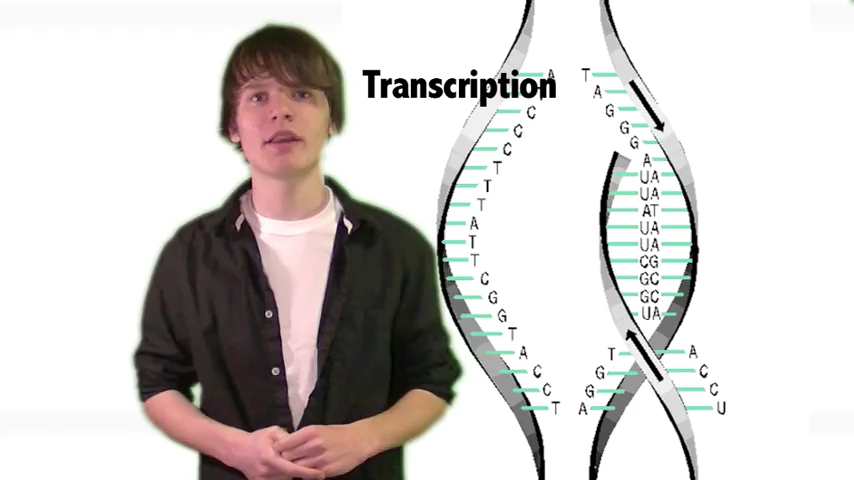 Transcription
A T
A
C G
C G
C G
T A
T UA
UA
T AT
A UA
T UA
T CG
C GC
G GC
G UA
T
A T A
C G C
C G C
T A U